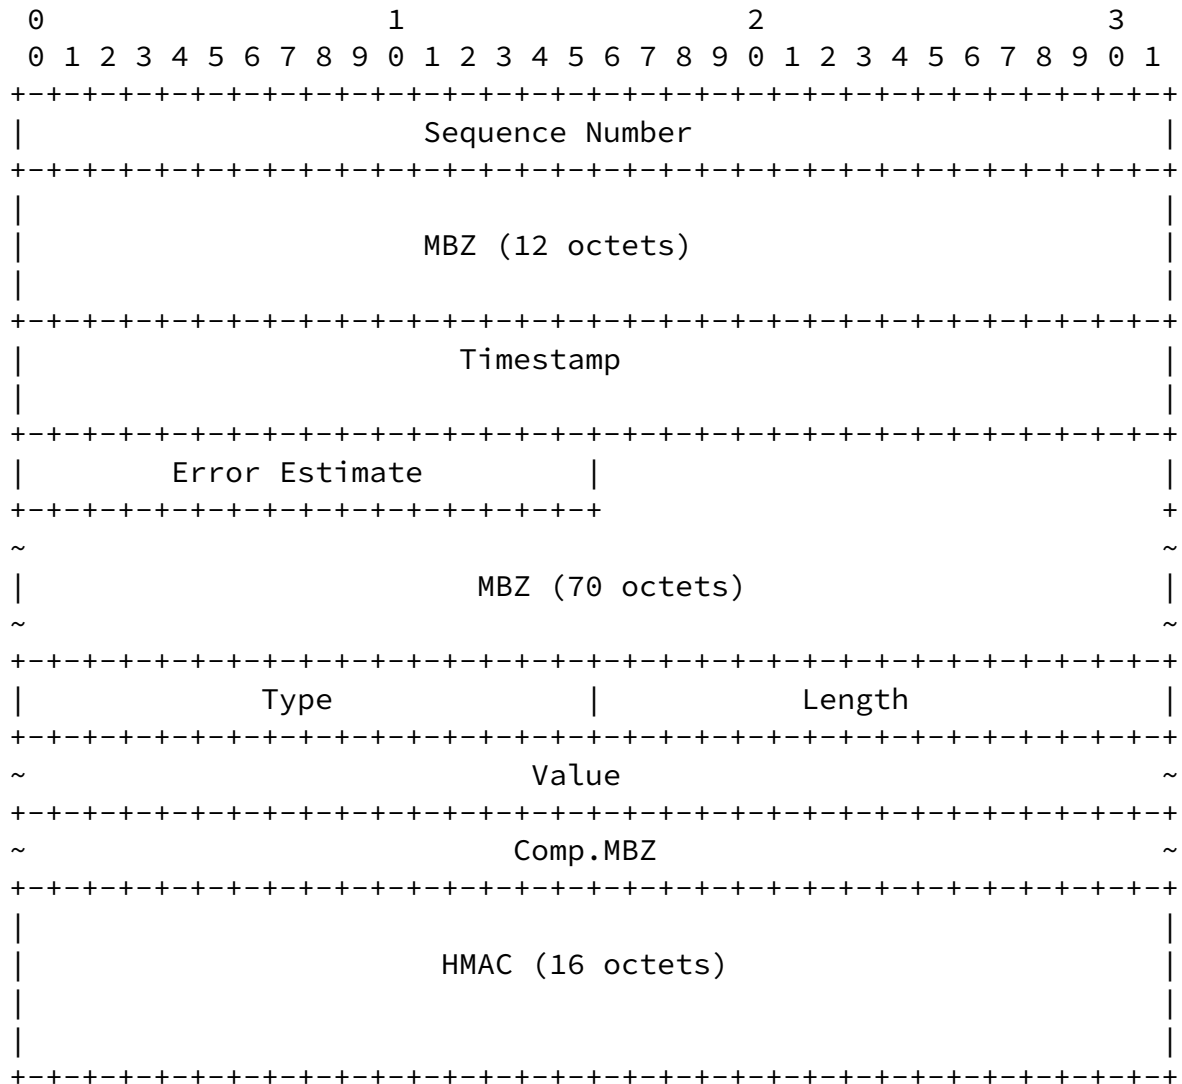 0                   1                   2                   3
 0 1 2 3 4 5 6 7 8 9 0 1 2 3 4 5 6 7 8 9 0 1 2 3 4 5 6 7 8 9 0 1
+-+-+-+-+-+-+-+-+-+-+-+-+-+-+-+-+-+-+-+-+-+-+-+-+-+-+-+-+-+-+-+-+
|                      Sequence Number                          |
+-+-+-+-+-+-+-+-+-+-+-+-+-+-+-+-+-+-+-+-+-+-+-+-+-+-+-+-+-+-+-+-+
|                                                               |
|                      MBZ (12 octets)                          |
|                                                               |
+-+-+-+-+-+-+-+-+-+-+-+-+-+-+-+-+-+-+-+-+-+-+-+-+-+-+-+-+-+-+-+-+
|                        Timestamp                              |
|                                                               |
+-+-+-+-+-+-+-+-+-+-+-+-+-+-+-+-+-+-+-+-+-+-+-+-+-+-+-+-+-+-+-+-+
|        Error Estimate         |                               |
+-+-+-+-+-+-+-+-+-+-+-+-+-+-+-+-+                               +
~                                                               ~
|                         MBZ (70 octets)                       |
~                                                               ~
+-+-+-+-+-+-+-+-+-+-+-+-+-+-+-+-+-+-+-+-+-+-+-+-+-+-+-+-+-+-+-+-+
|             Type              |           Length              |
+-+-+-+-+-+-+-+-+-+-+-+-+-+-+-+-+-+-+-+-+-+-+-+-+-+-+-+-+-+-+-+-+
~                            Value                              ~
+-+-+-+-+-+-+-+-+-+-+-+-+-+-+-+-+-+-+-+-+-+-+-+-+-+-+-+-+-+-+-+-+
~                           Comp.MBZ                            ~
+-+-+-+-+-+-+-+-+-+-+-+-+-+-+-+-+-+-+-+-+-+-+-+-+-+-+-+-+-+-+-+-+
|                                                               |
|                       HMAC (16 octets)                        |
|                                                               |
|                                                               |
+-+-+-+-+-+-+-+-+-+-+-+-+-+-+-+-+-+-+-+-+-+-+-+-+-+-+-+-+-+-+-+-+